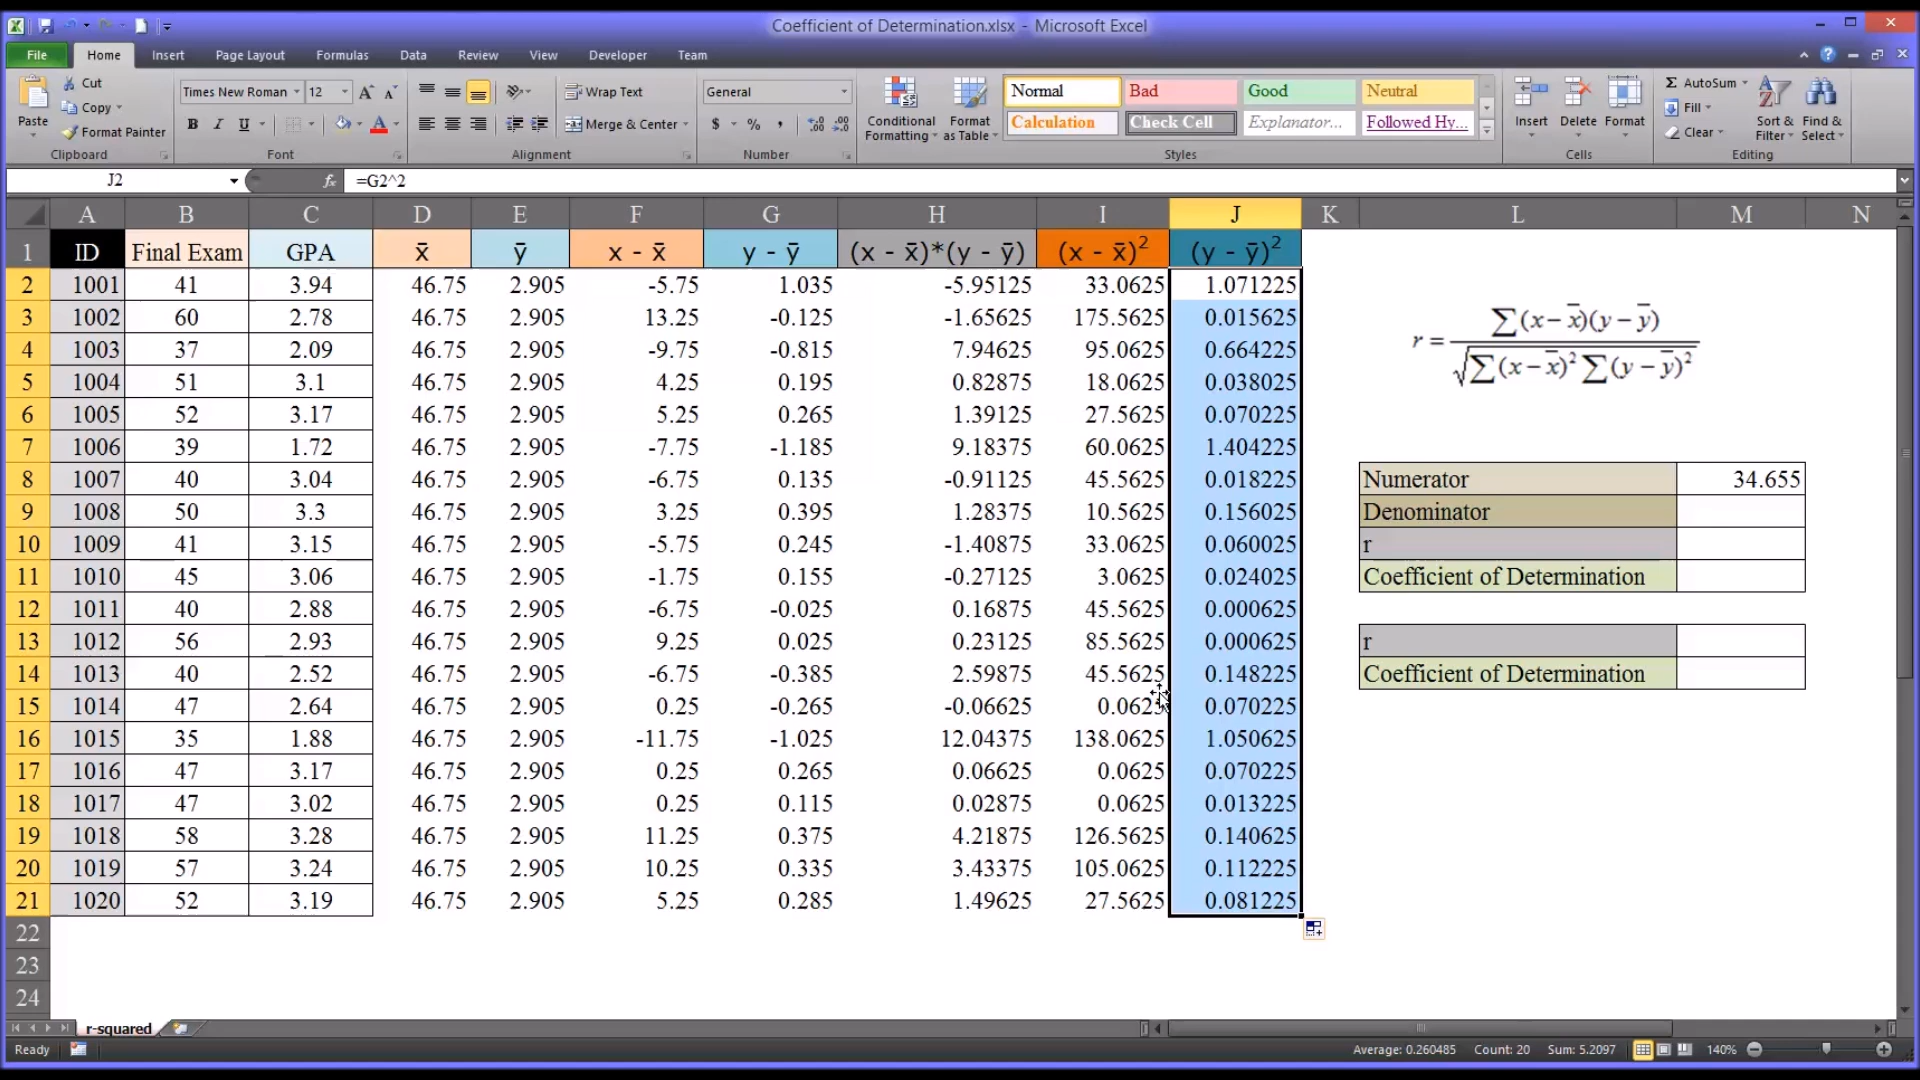 Coefficient of Determination.xlsx - Microsoft Excel
File Home Insert Page Layout Formulas Data Review View Developer Team
Paste Cut Copy Format Painter Clipboard
Times New Roman 12 B I U A Font
Wrap Text Merge & Center Alignment
General $ % , Number
Conditional Formatting Format as Table
Normal Bad Good Neutral
Calculation Check Cell Explanator... Followed Hy...
Styles
Insert Delete Format Cells
Σ AutoSum Fill Clear Sort & Filter Find & Select Editing
J2 fx =G2^2
A B C D E F G H I J K L M N
1 ID Final Exam GPA x̄ ȳ x - x̄ y - ȳ (x - x̄)*(y - ȳ) (x - x̄)² (y - ȳ)²
2 1001 41 3.94 46.75 2.905 -5.75 1.035 -5.95125 33.0625 1.071225
3 1002 60 2.78 46.75 2.905 13.25 -0.125 -1.65625 175.5625 0.015625
4 1003 37 2.09 46.75 2.905 -9.75 -0.815 7.94625 95.0625 0.664225
5 1004 51 3.1 46.75 2.905 4.25 0.195 0.82875 18.0625 0.038025
6 1005 52 3.17 46.75 2.905 5.25 0.265 1.39125 27.5625 0.070225
7 1006 39 1.72 46.75 2.905 -7.75 -1.185 9.18375 60.0625 1.404225
8 1007 40 3.04 46.75 2.905 -6.75 0.135 -0.91125 45.5625 0.018225
9 1008 50 3.3 46.75 2.905 3.25 0.395 1.28375 10.5625 0.156025
10 1009 41 3.15 46.75 2.905 -5.75 0.245 -1.40875 33.0625 0.060025
11 1010 45 3.06 46.75 2.905 -1.75 0.155 -0.27125 3.0625 0.024025
12 1011 40 2.88 46.75 2.905 -6.75 -0.025 0.16875 45.5625 0.000625
13 1012 56 2.93 46.75 2.905 9.25 0.025 0.23125 85.5625 0.000625
14 1013 40 2.52 46.75 2.905 -6.75 -0.385 2.59875 45.5625 0.148225
15 1014 47 2.64 46.75 2.905 0.25 -0.265 -0.06625 0.0625 0.070225
16 1015 35 1.88 46.75 2.905 -11.75 -1.025 12.04375 138.0625 1.050625
17 1016 47 3.17 46.75 2.905 0.25 0.265 0.06625 0.0625 0.070225
18 1017 47 3.02 46.75 2.905 0.25 0.115 0.02875 0.0625 0.013225
19 1018 58 3.28 46.75 2.905 11.25 0.375 4.21875 126.5625 0.140625
20 1019 57 3.24 46.75 2.905 10.25 0.335 3.43375 105.0625 0.112225
21 1020 52 3.19 46.75 2.905 5.25 0.285 1.49625 27.5625 0.081225
22
23
24
r = ∑(x−x̄)(y−ȳ) / √∑(x−x̄)² ∑(y−ȳ)²
Numerator 34.655
Denominator
r
Coefficient of Determination
r
Coefficient of Determination
r-squared
Ready Average: 0.260485 Count: 20 Sum: 5.2097 140%